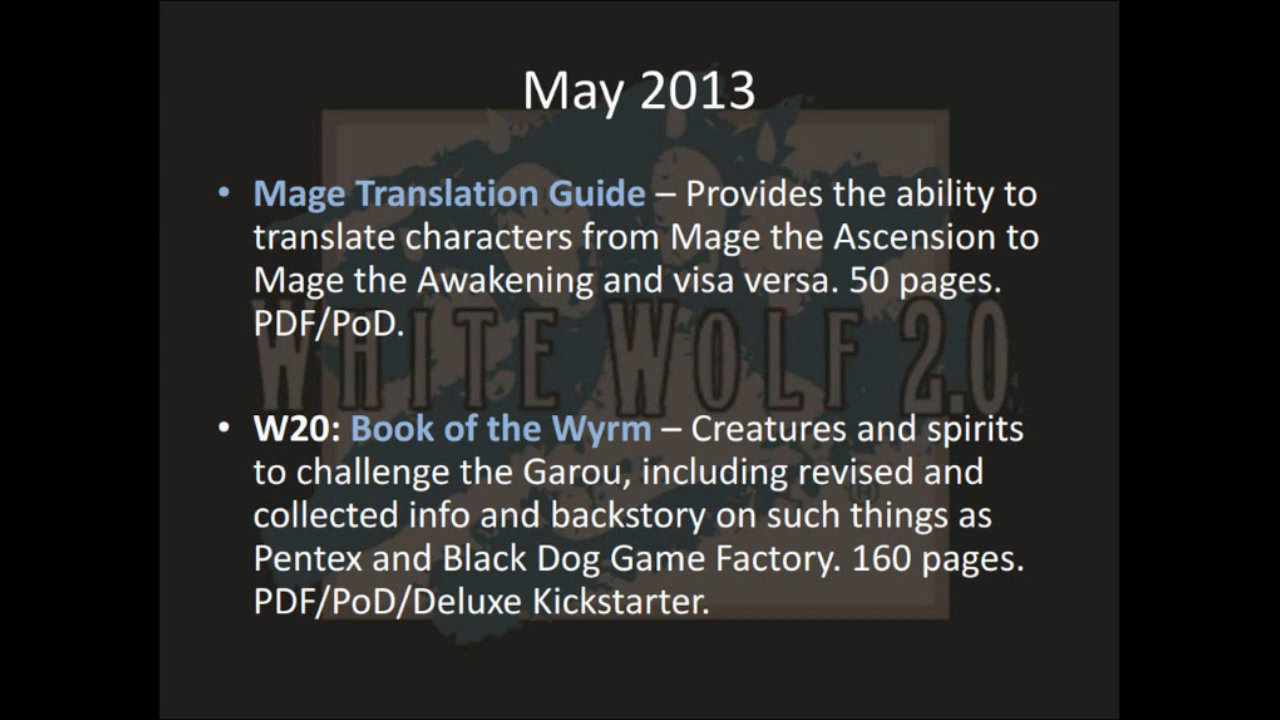 May 2013
• Mage Translation Guide – Provides the ability to
translate characters from Mage the Ascension to
Mage the Awakening and visa versa. 50 pages.
PDF/PoD.
WHITE WOLF 2.0
• W20: Book of the Wyrm – Creatures and spirits
to challenge the Garou, including revised and
collected info and backstory on such things as
Pentex and Black Dog Game Factory. 160 pages.
PDF/PoD/Deluxe Kickstarter.